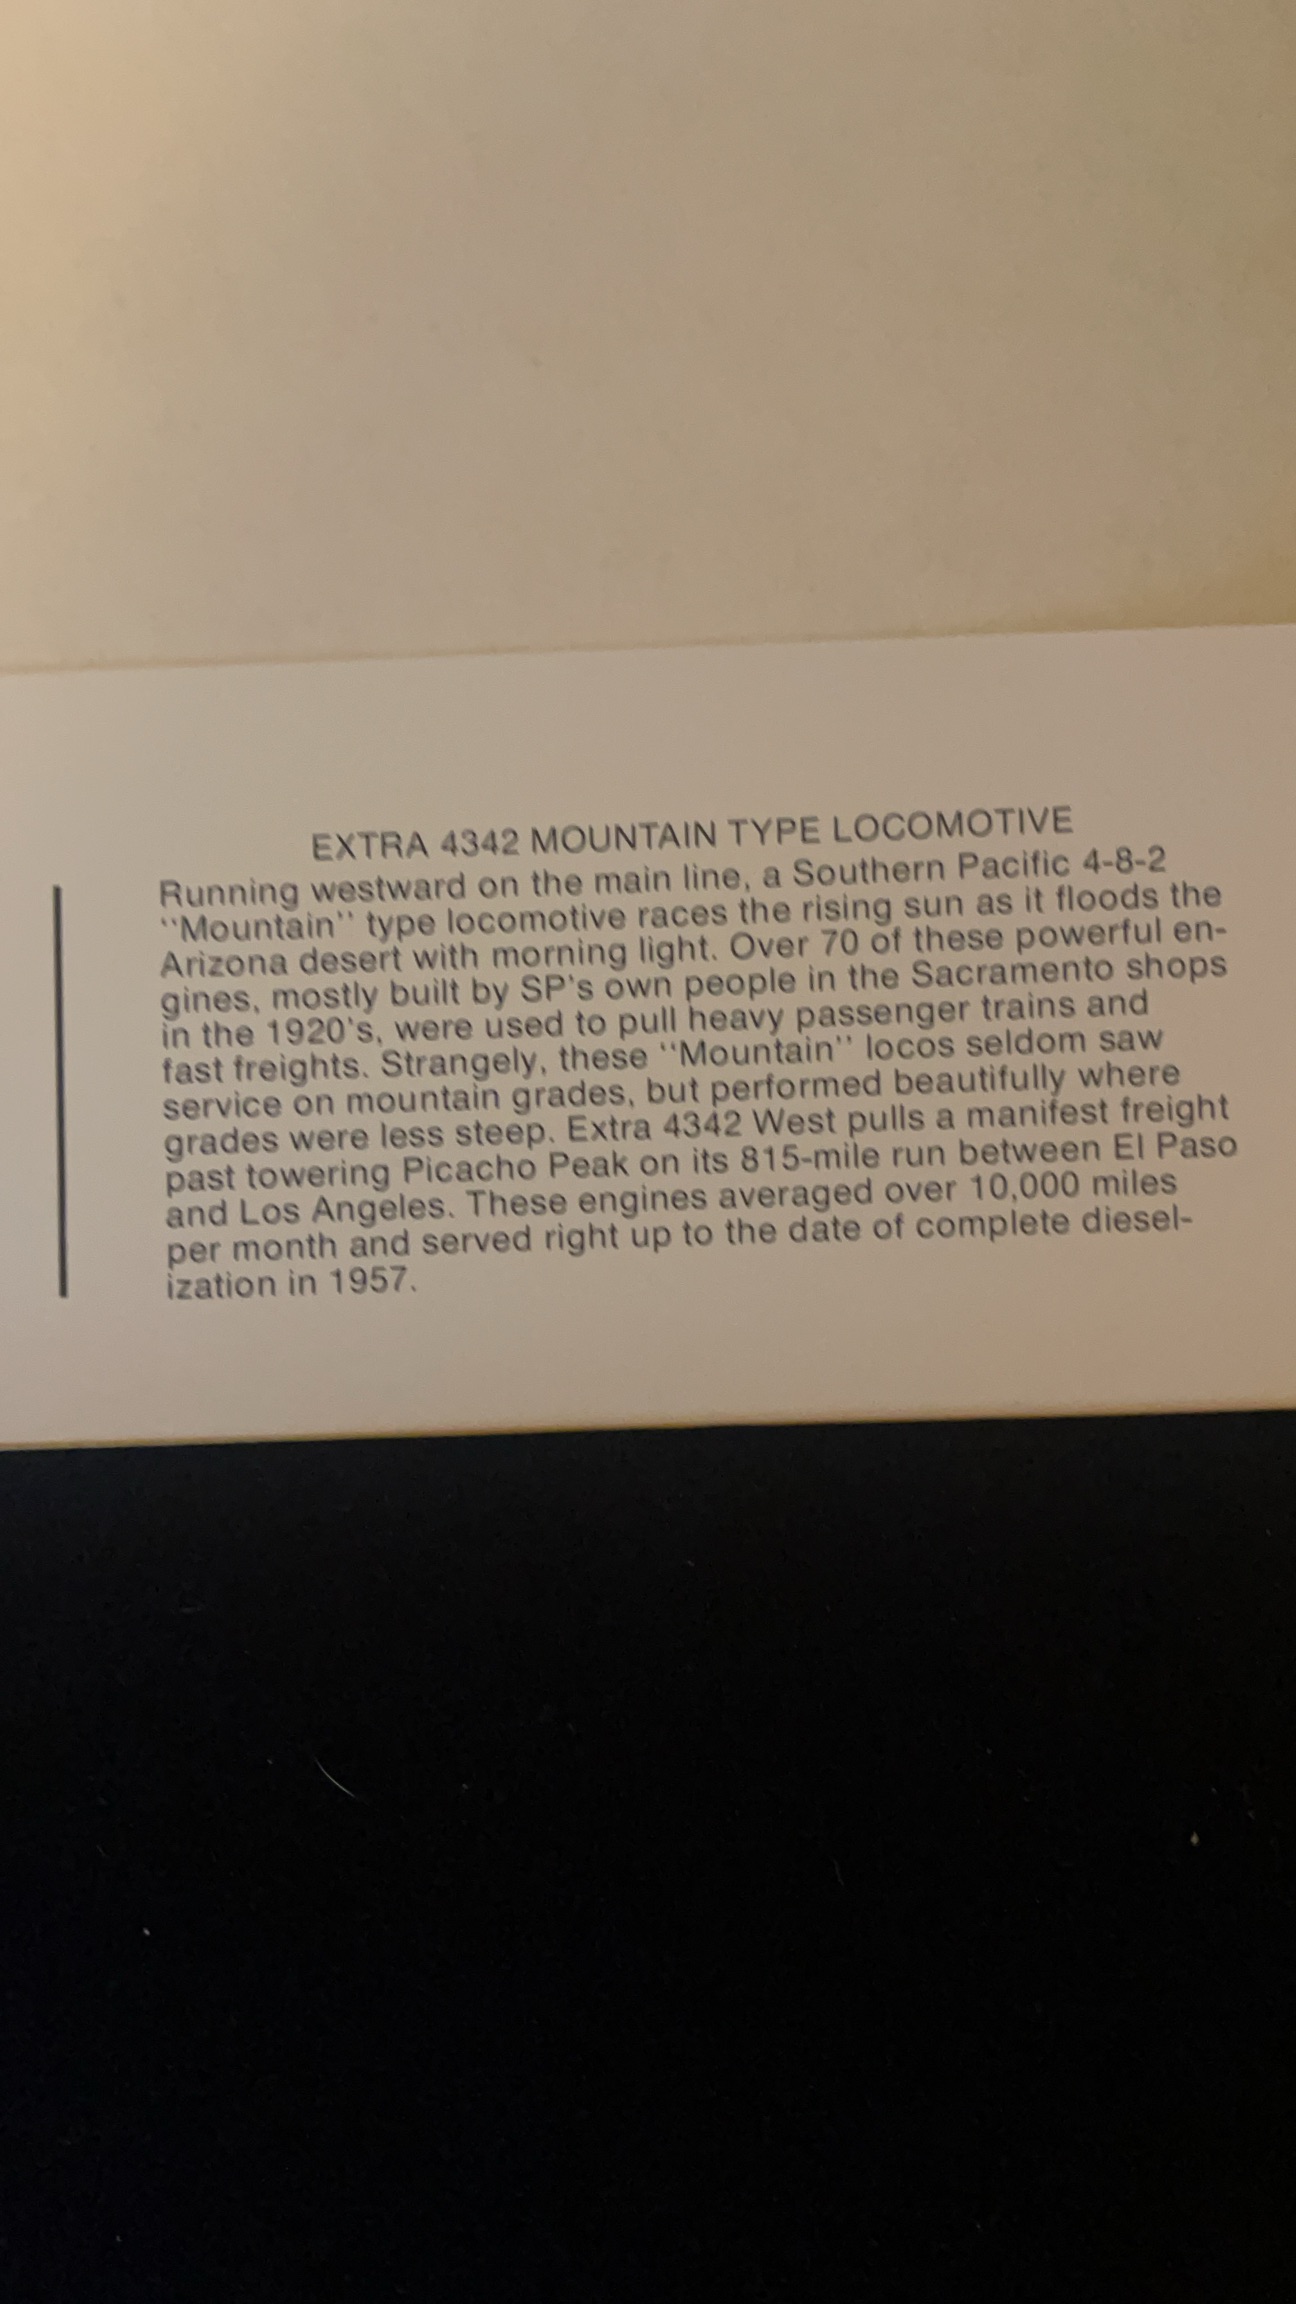 EXTRA 4342 MOUNTAIN TYPE LOCOMOTIVE
Running westward on the main line, a Southern Pacific 4-8-2
''Mountain'' type locomotive races the rising sun as it floods the
Arizona desert with morning light. Over 70 of these powerful en-
gines, mostly built by SP's own people in the Sacramento shops
in the 1920's, were used to pull heavy passenger trains and
fast freights. Strangely, these ''Mountain'' locos seldom saw
service on mountain grades, but performed beautifully where
grades were less steep. Extra 4342 West pulls a manifest freight
past towering Picacho Peak on its 815-mile run between El Paso
and Los Angeles. These engines averaged over 10,000 miles
per month and served right up to the date of complete diesel-
ization in 1957.